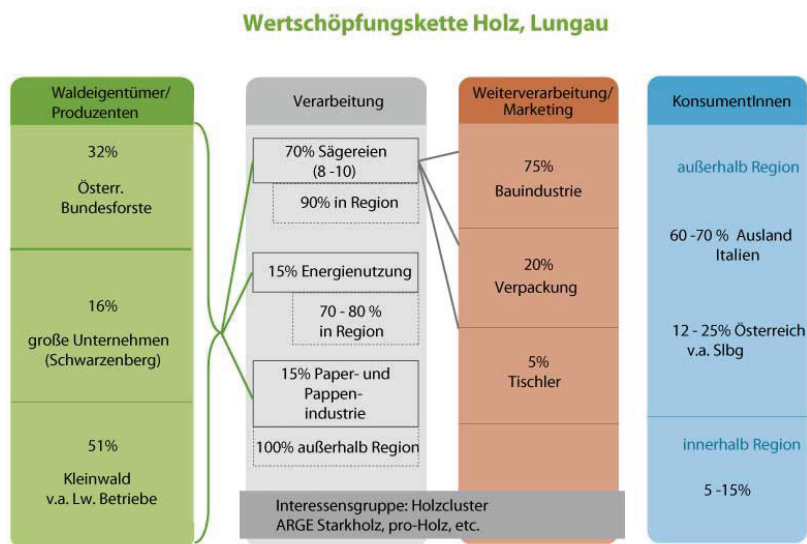 Wertschöpfungskette Holz, Lungau
Waldeigentümer/
Produzenten
32%
Österr.
Bundesforste
16%
große Unternehmen
(Schwarzenberg)
51%
Kleinwald
v.a. Lw. Betriebe
Verarbeitung
70% Sägereien
(8 -10)
90% in Region
15% Energienutzung
70 - 80 %
in Region
15% Paper- und
Pappen-
industrie
100% außerhalb Region
Weiterverarbeitung/
Marketing
75%
Bauindustrie
20%
Verpackung
5%
Tischler
Interessensgruppe: Holzcluster
ARGE Starkholz, pro-Holz, etc.
KonsumentInnen
außerhalb Region
60 -70 % Ausland
Italien
12 - 25% Österreich
v.a. Slbg
innerhalb Region
5 -15%